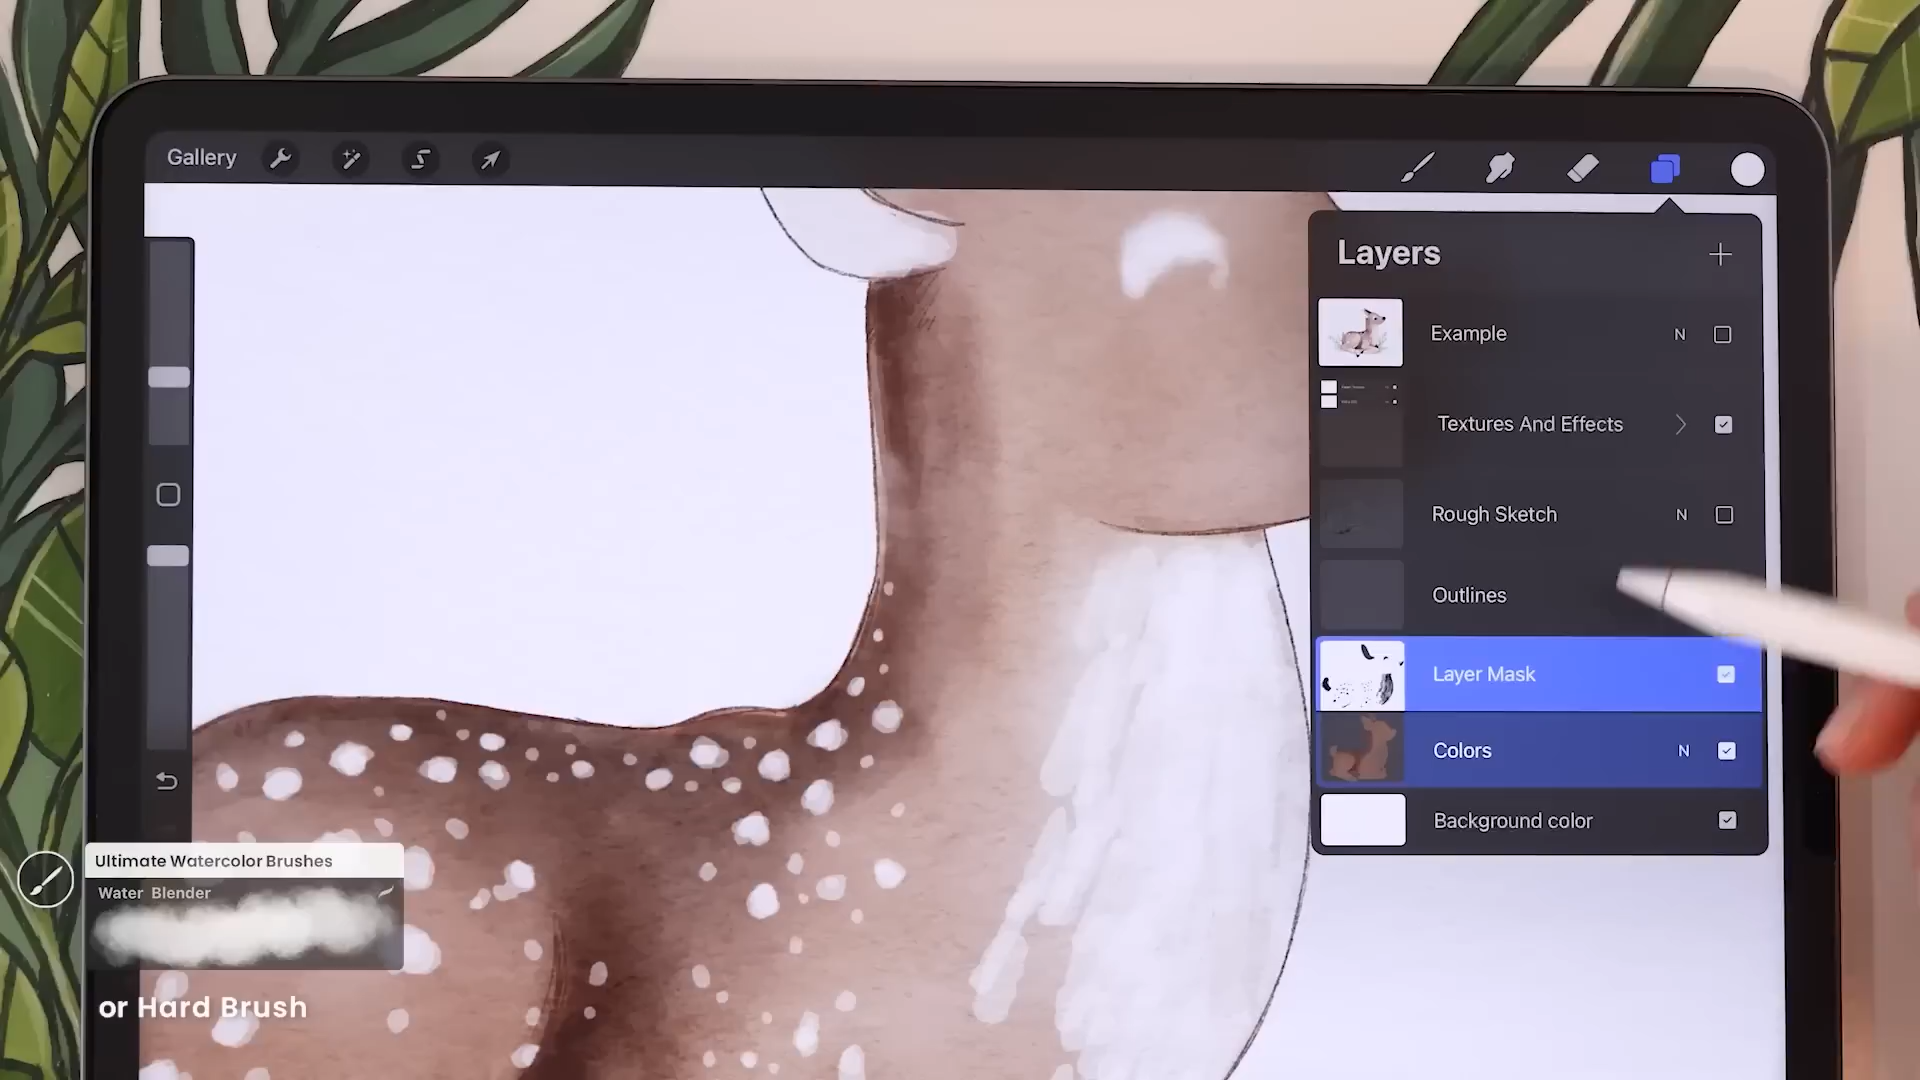 Gallery
Layers
Example N
Textures And Effects
Rough Sketch N
Outlines
Layer Mask
Colors N
Background color
Ultimate Watercolor Brushes
Water Blender
or Hard Brush